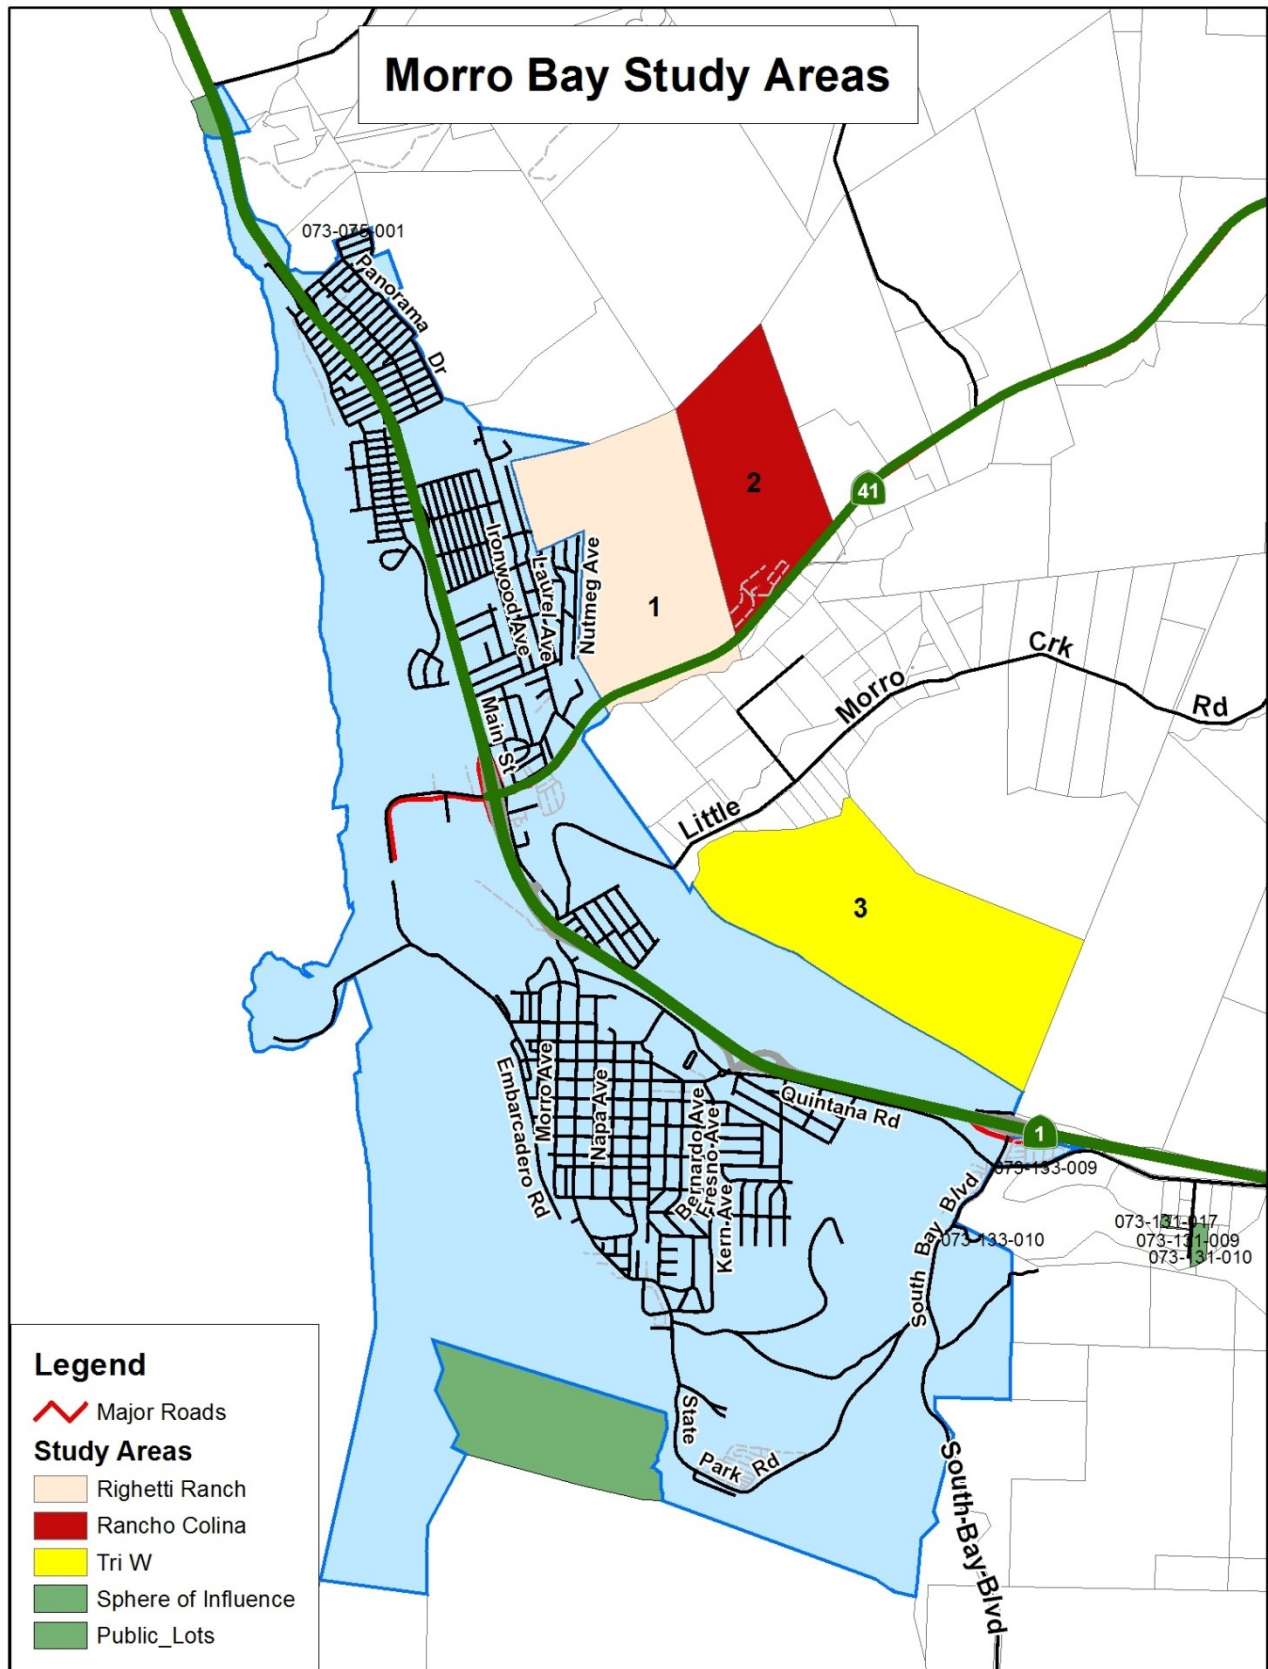 Morro Bay Study Areas
073-075-001
Panorama Dr
41
2
1
Ironwood Ave
Laurel Ave
Nutmeg Ave
Main St
Little Morro Crk Rd
3
Embarcadero Rd
Morro Ave
Napa Ave
Bernardo Ave
Fresno Ave
Kern Ave
Quintana Rd
1
073-133-009
South Bay Blvd
073-133-010
073-131-017
073-131-009
073-131-010
State Park Rd
South-Bay-Blvd
Legend
Major Roads
Study Areas
Righetti Ranch
Rancho Colina
Tri W
Sphere of Influence
Public_Lots